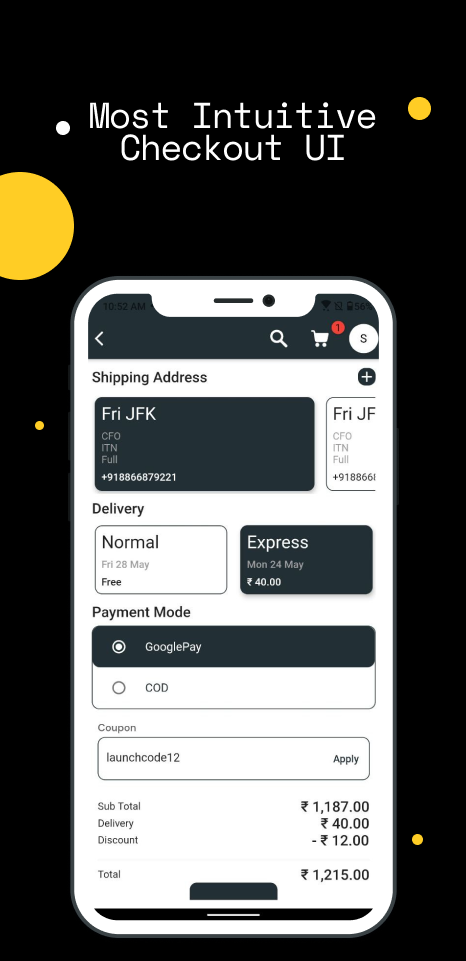 Most Intuitive
Checkout UI
10:52 AM
56%
1
S
Shipping Address
Fri JFK
CFO
ITN
Full
+918866879221
Fri JF
CFO
ITN
Full
+918866
Delivery
Normal
Fri 28 May
Free
Express
Mon 24 May
₹ 40.00
Payment Mode
GooglePay
COD
Coupon
launchcode12
Apply
Sub Total ₹ 1,187.00
Delivery ₹ 40.00
Discount - ₹ 12.00
Total ₹ 1,215.00